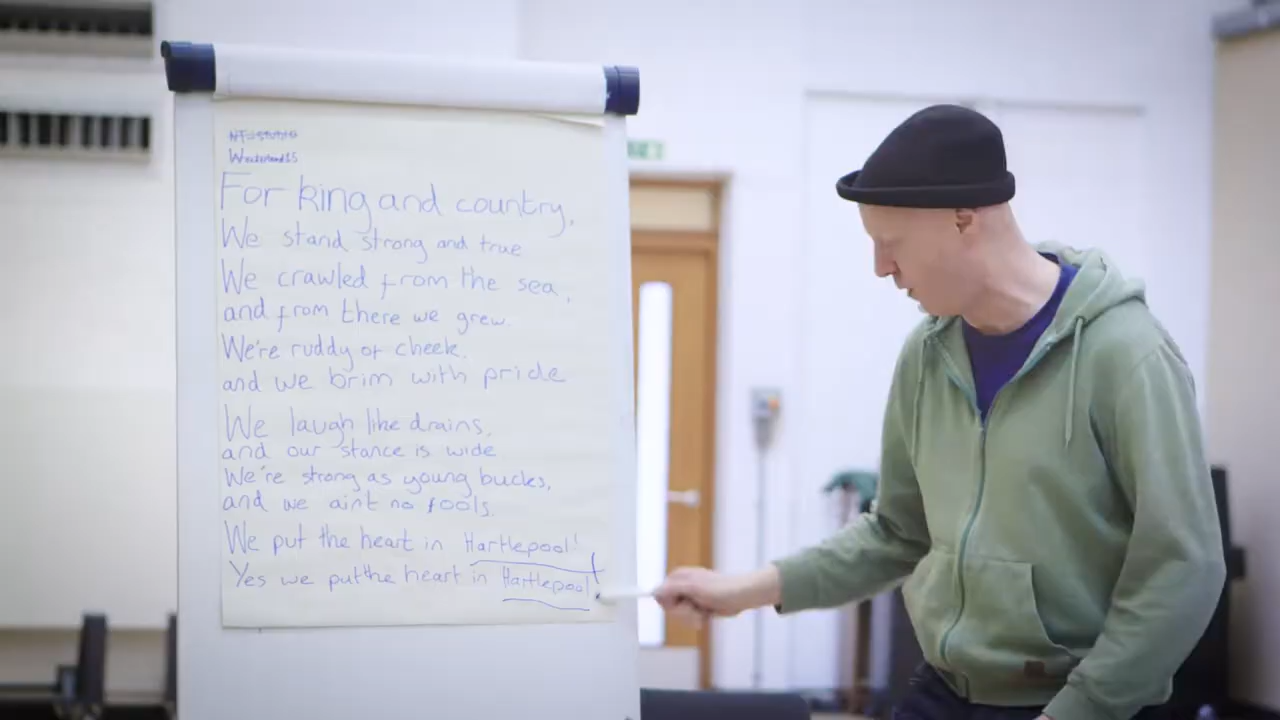 For king and country,
We stand strong and true
We crawled from the sea,
and from there we grew.
We're ruddy of cheek,
and we brim with pride
We laugh like drains,
and our stance is wide
We're strong as young bucks,
and we aint no fools.
We put the heart in Hartlepool!
Yes we put the heart in Hartlepool